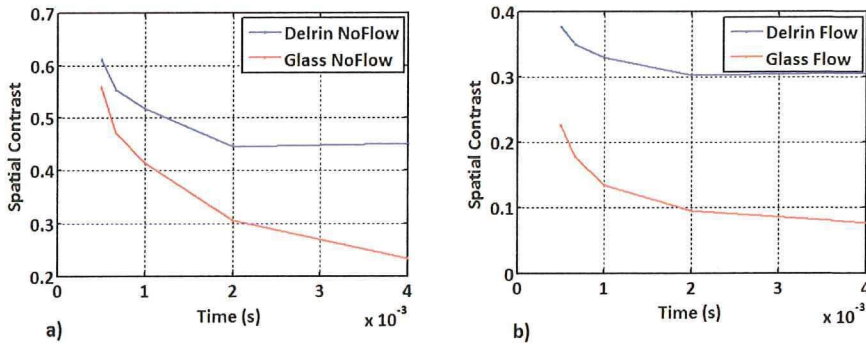 Delrin NoFlow
Glass NoFlow
Spatial Contrast
0.7
0.6
0.5
0.4
0.3
0.2
0 1 2 3 4
Time (s)
x 10⁻³
a)
Delrin Flow
Glass Flow
Spatial Contrast
0.4
0.3
0.2
0.1
0
0 1 2 3 4
Time (s)
x 10⁻³
b)